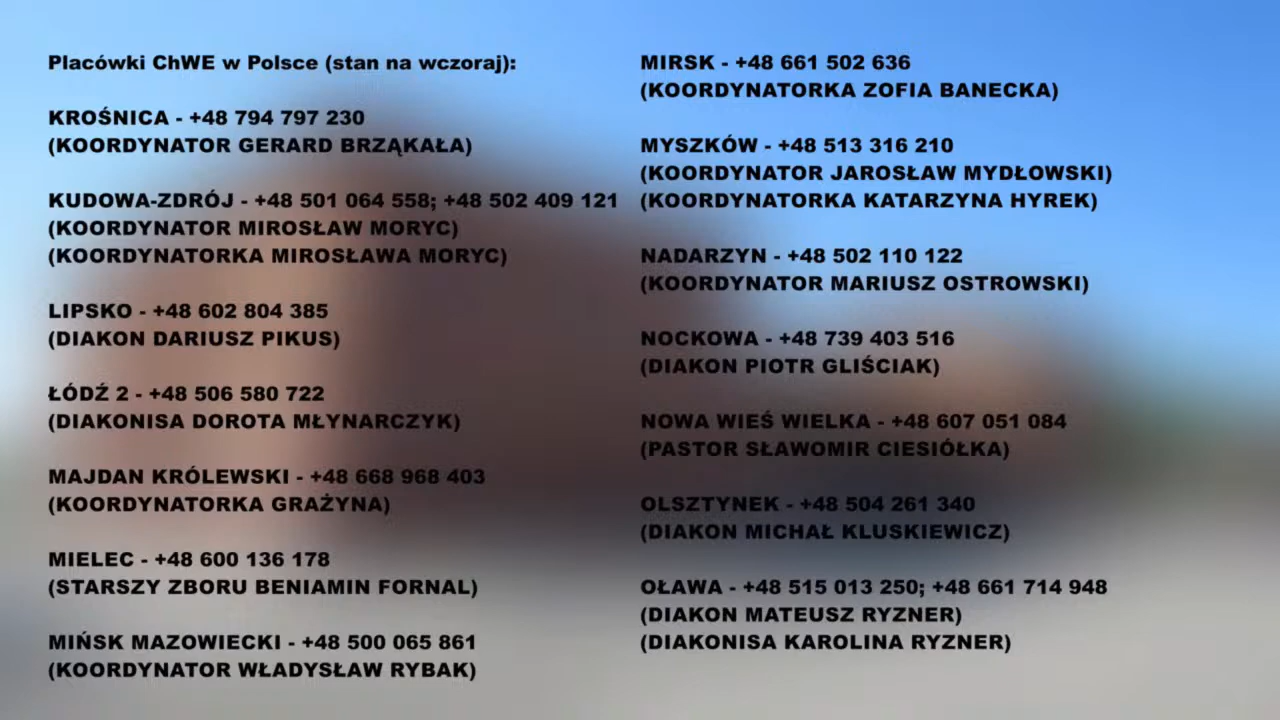 Placówki ChWE w Polsce (stan na wczoraj):
KROŚNICA - +48 794 797 230
(KOORDYNATOR GERARD BRZĄKAŁA)
KUDOWA-ZDRÓJ - +48 501 064 558; +48 502 409 121
(KOORDYNATOR MIROSŁAW MORYC)
(KOORDYNATORKA MIROSŁAWA MORYC)
LIPSKO - +48 602 804 385
(DIAKON DARIUSZ PIKUS)
ŁÓDŹ 2 - +48 506 580 722
(DIAKONISA DOROTA MŁYNARCZYK)
MAJDAN KRÓLEWSKI - +48 668 968 403
(KOORDYNATORKA GRAŻYNA)
MIELEC - +48 600 136 178
(STARSZY ZBORU BENIAMIN FORNAL)
MIŃSK MAZOWIECKI - +48 500 065 861
(KOORDYNATOR WŁADYSŁAW RYBAK)
MIRSK - +48 661 502 636
(KOORDYNATORKA ZOFIA BANECKA)
MYSZKÓW - +48 513 316 210
(KOORDYNATOR JAROSŁAW MYDŁOWSKI)
(KOORDYNATORKA KATARZYNA HYREK)
NADARZYN - +48 502 110 122
(KOORDYNATOR MARIUSZ OSTROWSKI)
NOCKOWA - +48 739 403 516
(DIAKON PIOTR GLIŚCIAK)
NOWA WIEŚ WIELKA - +48 607 051 084
(PASTOR SŁAWOMIR CIESIÓŁKA)
OLSZTYNEK - +48 504 261 340
(DIAKON MICHAŁ KLUSKIEWICZ)
OŁAWA - +48 515 013 250; +48 661 714 948
(DIAKON MATEUSZ RYZNER)
(DIAKONISA KAROLINA RYZNER)